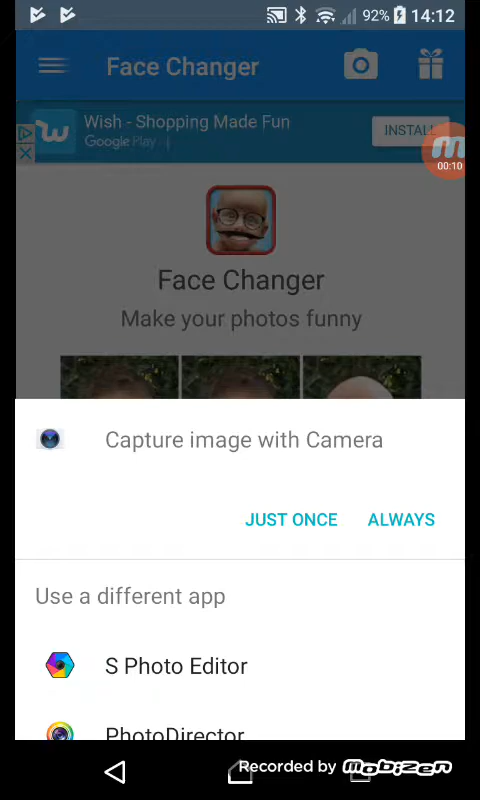 92% 14:12
Face Changer
Wish - Shopping Made Fun
Google Play
INSTALL
00:10
Face Changer
Make your photos funny
Capture image with Camera
JUST ONCE ALWAYS
Use a different app
S Photo Editor
PhotoDirector
Recorded by Mobizen